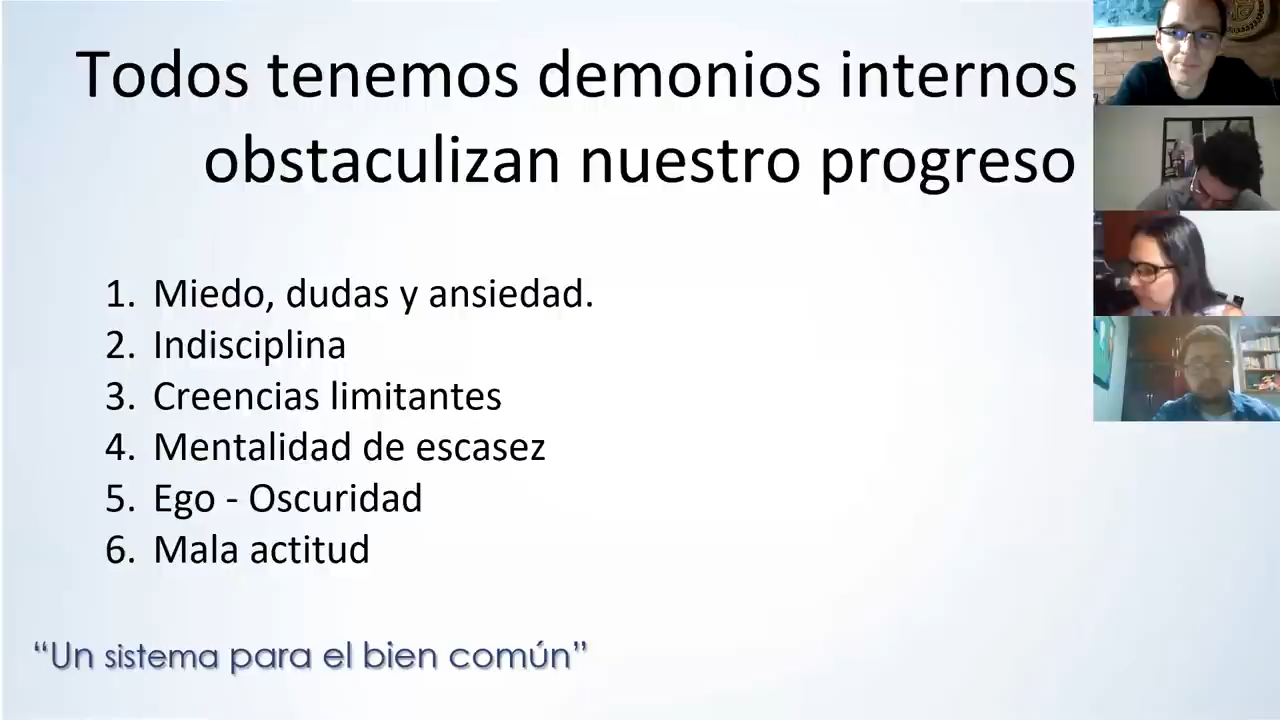 Todos tenemos demonios internos
obstaculizan nuestro progreso
1. Miedo, dudas y ansiedad.
2. Indisciplina
3. Creencias limitantes
4. Mentalidad de escasez
5. Ego - Oscuridad
6. Mala actitud
“Un sistema para el bien común”